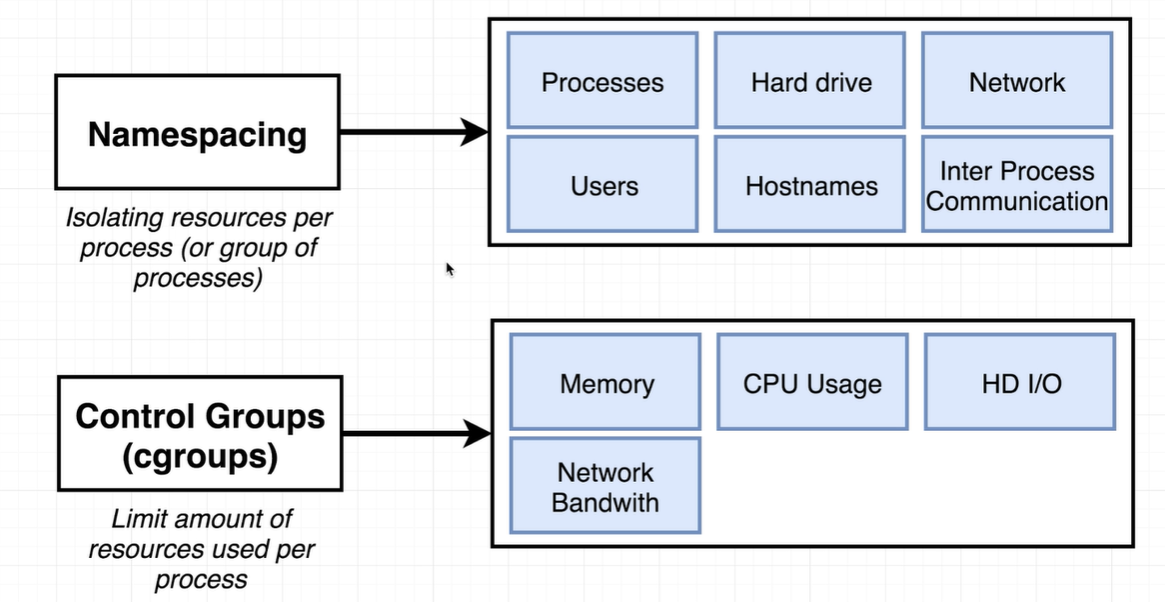 Namespacing
Isolating resources per
process (or group of
processes)
Processes
Hard drive
Network
Users
Hostnames
Inter Process
Communication
Control Groups
(cgroups)
Limit amount of
resources used per
process
Memory
CPU Usage
HD I/O
Network
Bandwith